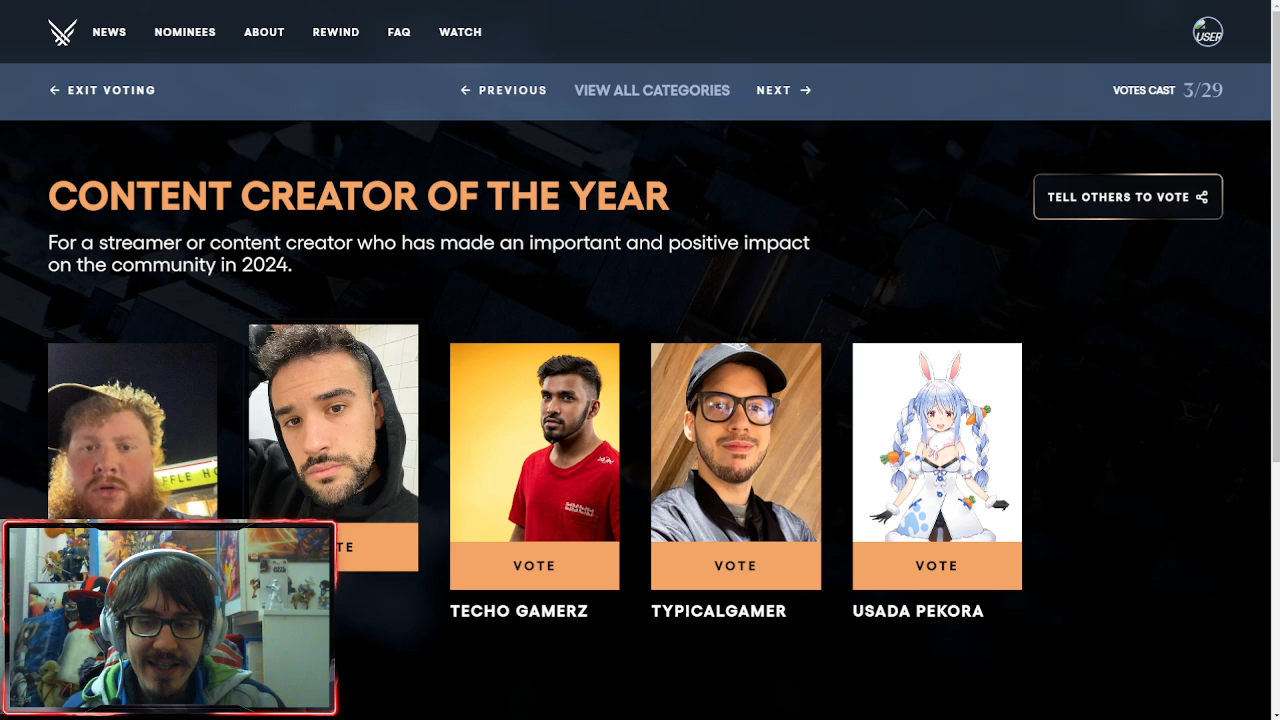 NEWS NOMINEES ABOUT REWIND FAQ WATCH
USER
EXIT VOTING
PREVIOUS VIEW ALL CATEGORIES NEXT
VOTES CAST 3/29
CONTENT CREATOR OF THE YEAR
TELL OTHERS TO VOTE
For a streamer or content creator who has made an important and positive impact
on the community in 2024.
TE
VOTE
VOTE
VOTE
TECHO GAMERZ
TYPICALGAMER
USADA PEKORA